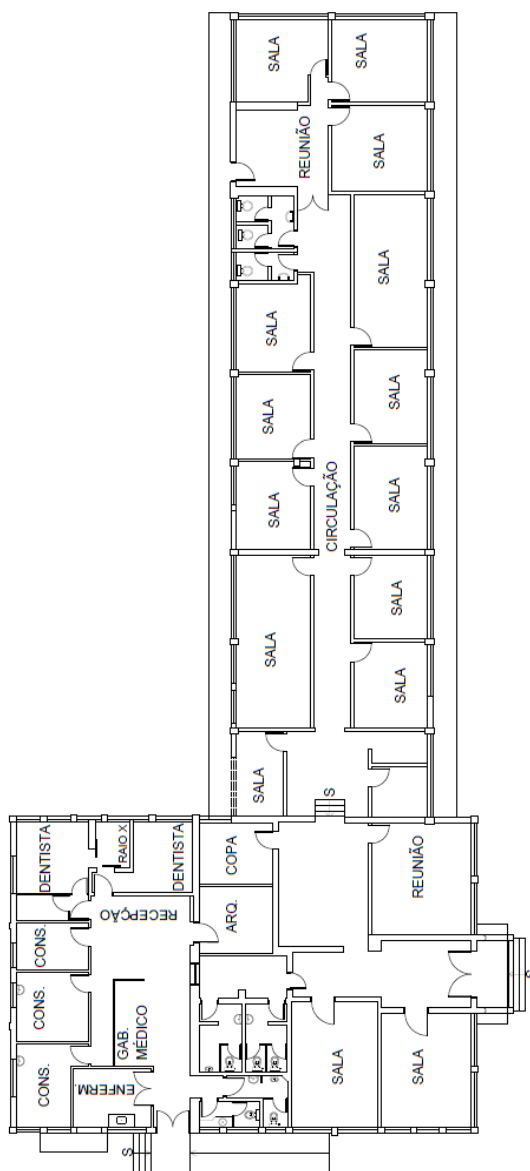 SALA
SALA
REUNIÃO
SALA
SALA
SALA
SALA
SALA
SALA
SALA
CIRCULAÇÃO
SALA
SALA
SALA
SALA
SALA
S
DENTISTA
RAIO X
DENTISTA
COPA
REUNIÃO
RECEPÇÃO
ARQ.
CONS.
CONS.
GAB.
MÉDICO
S
CONS.
ENFERM.
SALA
SALA
S